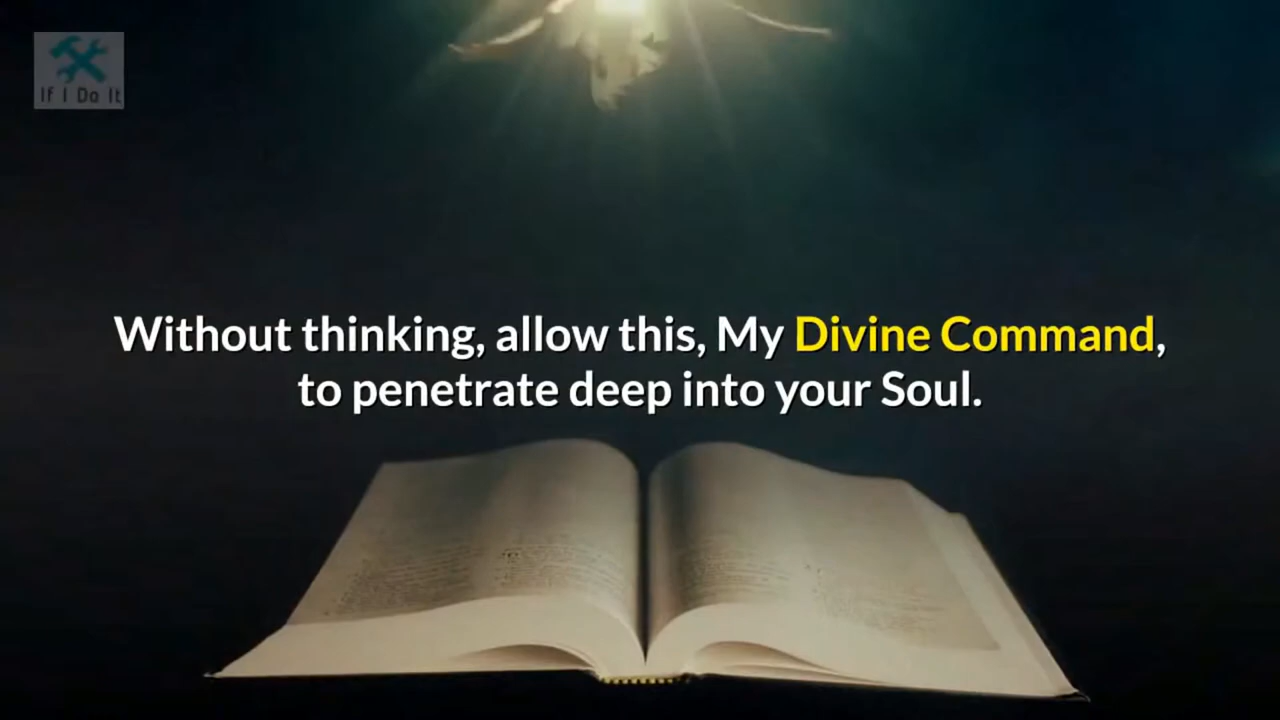 If I Do It
Without thinking, allow this, My Divine Command,
to penetrate deep into your Soul.